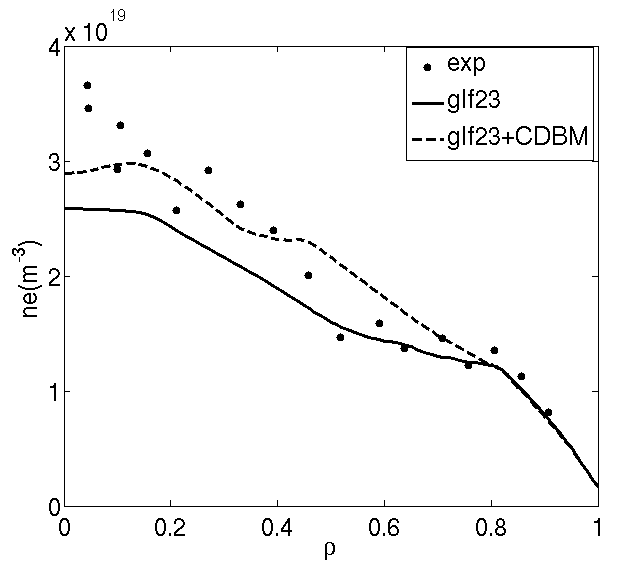 x 10^19
4
3
2
1
0
ne(m^-3)
exp
glf23
glf23+CDBM
0 0.2 0.4 0.6 0.8 1
ρ